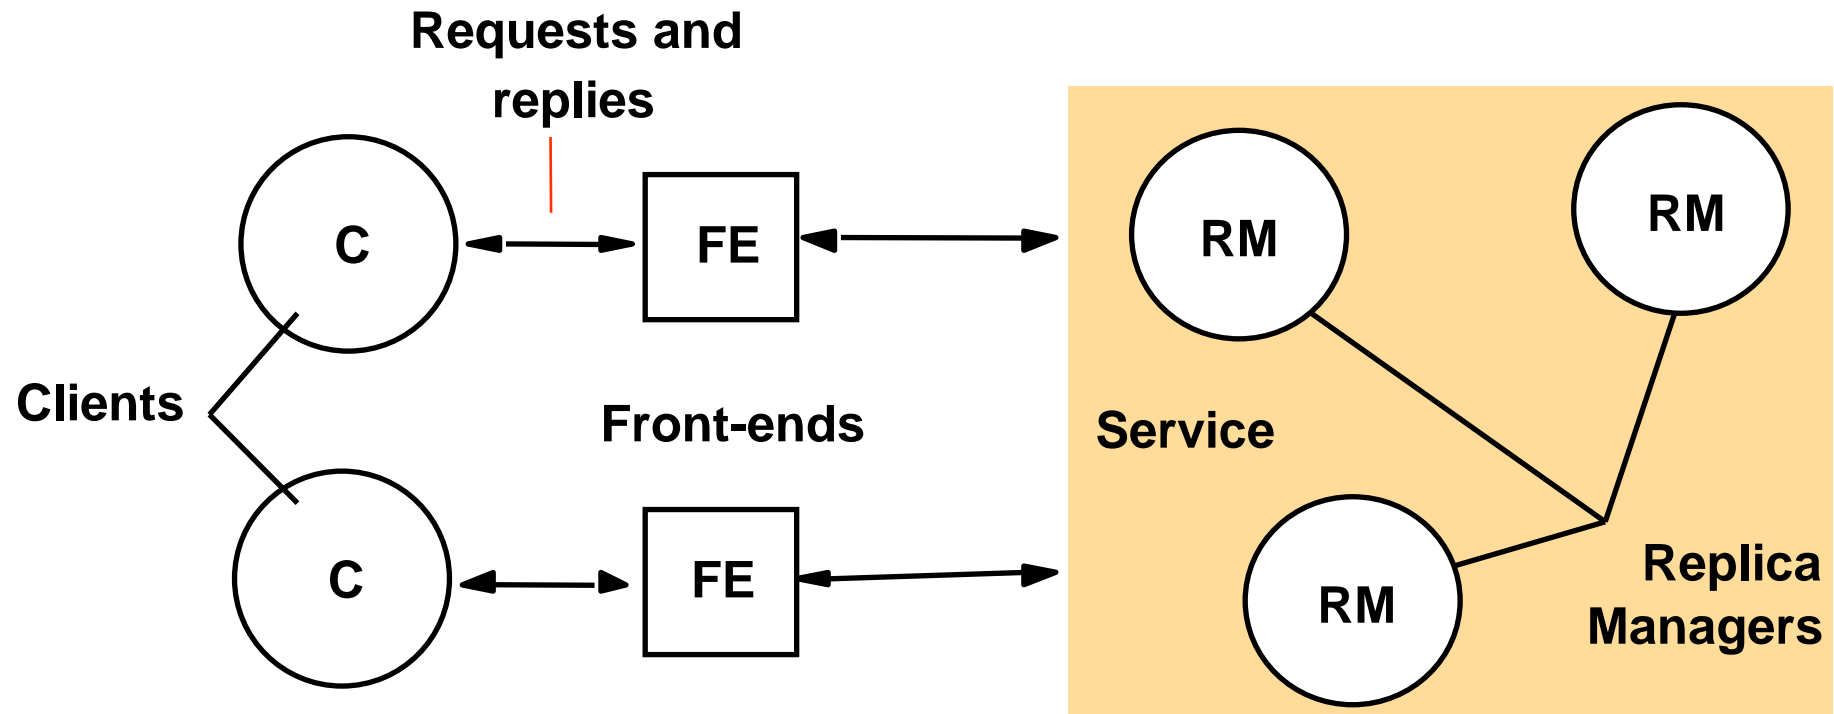 Requests and
replies
C
FE
RM
RM
Clients
Front-ends
Service
C
FE
RM
Replica
Managers